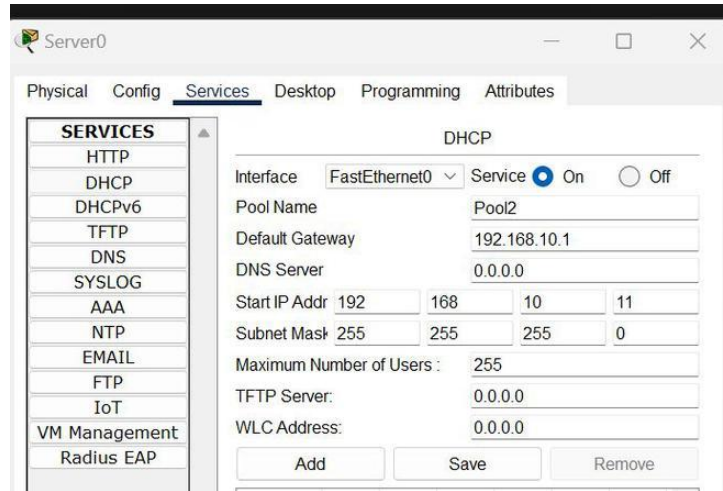 Server0
Physical Config Services Desktop Programming Attributes
SERVICES
HTTP
DHCP
DHCPv6
TFTP
DNS
SYSLOG
AAA
NTP
EMAIL
FTP
IoT
VM Management
Radius EAP
DHCP
Interface FastEthernet0 Service On Off
Pool Name Pool2
Default Gateway 192.168.10.1
DNS Server 0.0.0.0
Start IP Addr 192 168 10 11
Subnet Mask 255 255 255 0
Maximum Number of Users : 255
TFTP Server: 0.0.0.0
WLC Address: 0.0.0.0
Add Save Remove